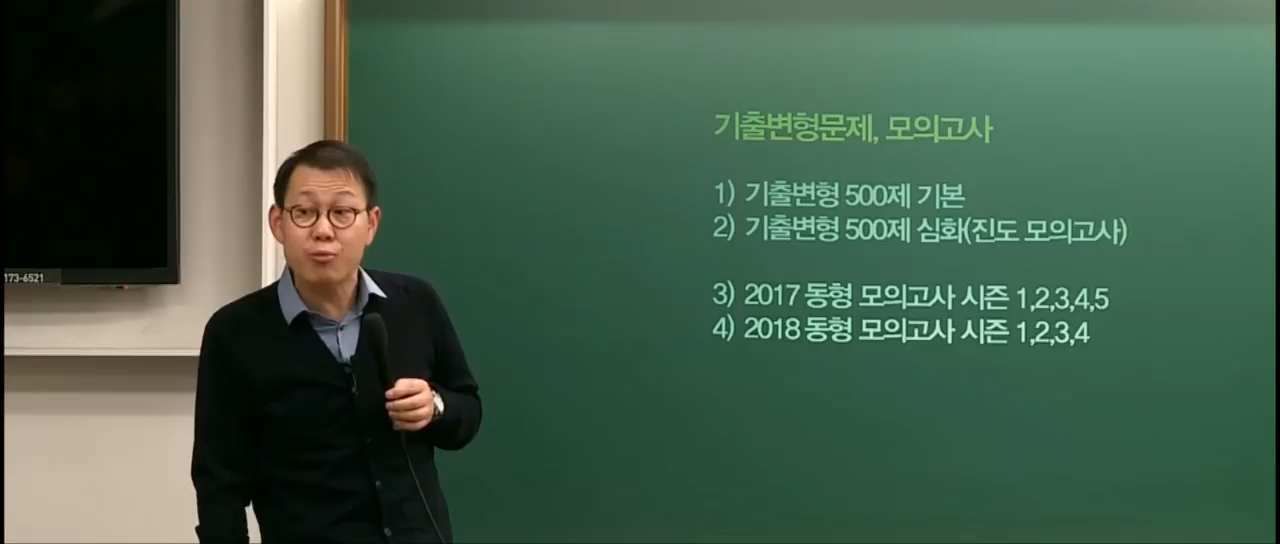 173-6521
기출변형문제, 모의고사
1) 기출변형 500제 기본
2) 기출변형 500제 심화(진도 모의고사)
3) 2017 동형 모의고사 시즌 1,2,3,4,5
4) 2018 동형 모의고사 시즌 1,2,3,4